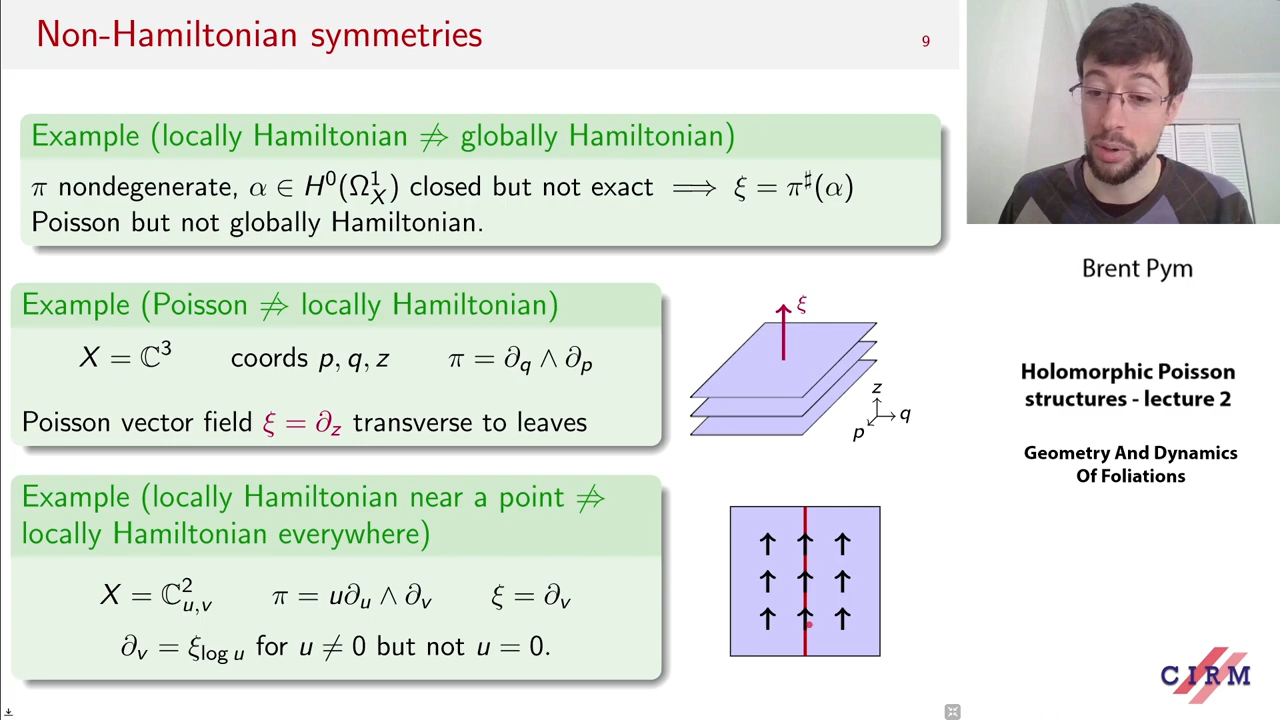 Non-Hamiltonian symmetries
9
Example (locally Hamiltonian ⇏ globally Hamiltonian)
π nondegenerate, α ∈ H⁰(Ω¹_X) closed but not exact ⟹ ξ = π♯(α)
Poisson but not globally Hamiltonian.
Example (Poisson ⇏ locally Hamiltonian)
X = ℂ³ coords p, q, z π = ∂_q ∧ ∂_p
Poisson vector field ξ = ∂_z transverse to leaves
ξ
z
q
p
Example (locally Hamiltonian near a point ⇏
locally Hamiltonian everywhere)
X = ℂ²_{u,v} π = u∂_u ∧ ∂_v ξ = ∂_v
∂_v = ξ_{log u} for u ≠ 0 but not u = 0.
Brent Pym
Holomorphic Poisson
structures - lecture 2
Geometry And Dynamics
Of Foliations
CIRM